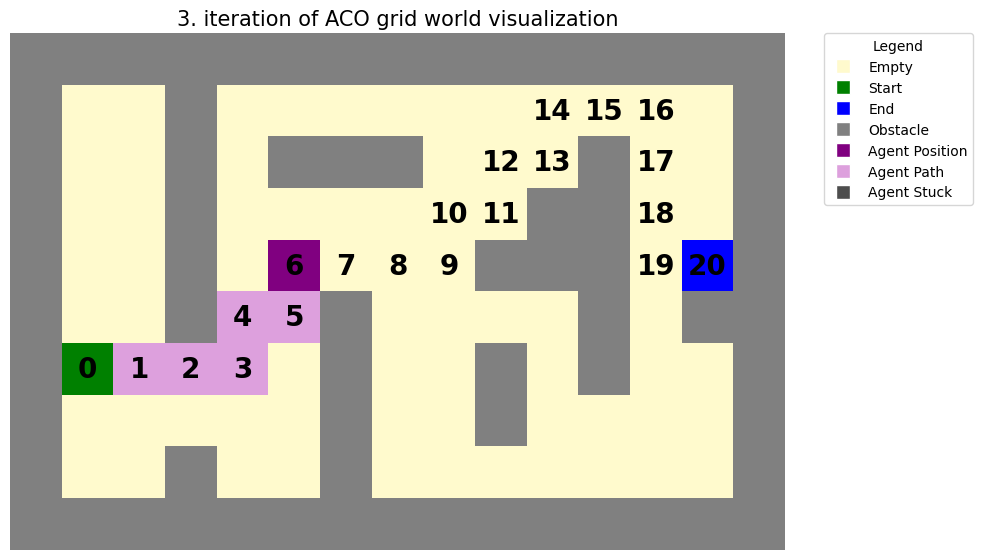 3. iteration of ACO grid world visualization
14 15 16
12 13 17
10 11 18
6 7 8 9 19 20
4 5
0 1 2 3
Legend
Empty
Start
End
Obstacle
Agent Position
Agent Path
Agent Stuck